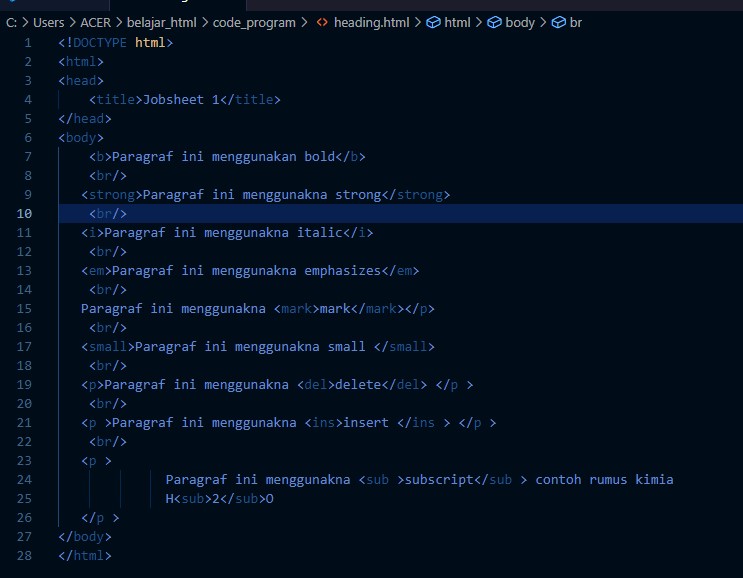 C: > Users > ACER > belajar_html > code_program > <> heading.html > html > body > br
1 <!DOCTYPE html>
2 <html>
3 <head>
4 <title>Jobsheet 1</title>
5 </head>
6 <body>
7 <b>Paragraf ini menggunakan bold</b>
8 <br/>
9 <strong>Paragraf ini menggunakna strong</strong>
10 <br/>
11 <i>Paragraf ini menggunakna italic</i>
12 <br/>
13 <em>Paragraf ini menggunakna emphasizes</em>
14 <br/>
15 Paragraf ini menggunakna <mark>mark</mark></p>
16 <br/>
17 <small>Paragraf ini menggunakna small </small>
18 <br/>
19 <p>Paragraf ini menggunakna <del>delete</del> </p >
20 <br/>
21 <p >Paragraf ini menggunakna <ins>insert </ins > </p >
22 <br/>
23 <p >
24 Paragraf ini menggunakna <sub >subscript</sub > contoh rumus kimia
25 H<sub>2</sub>O
26 </p >
27 </body>
28 </html>